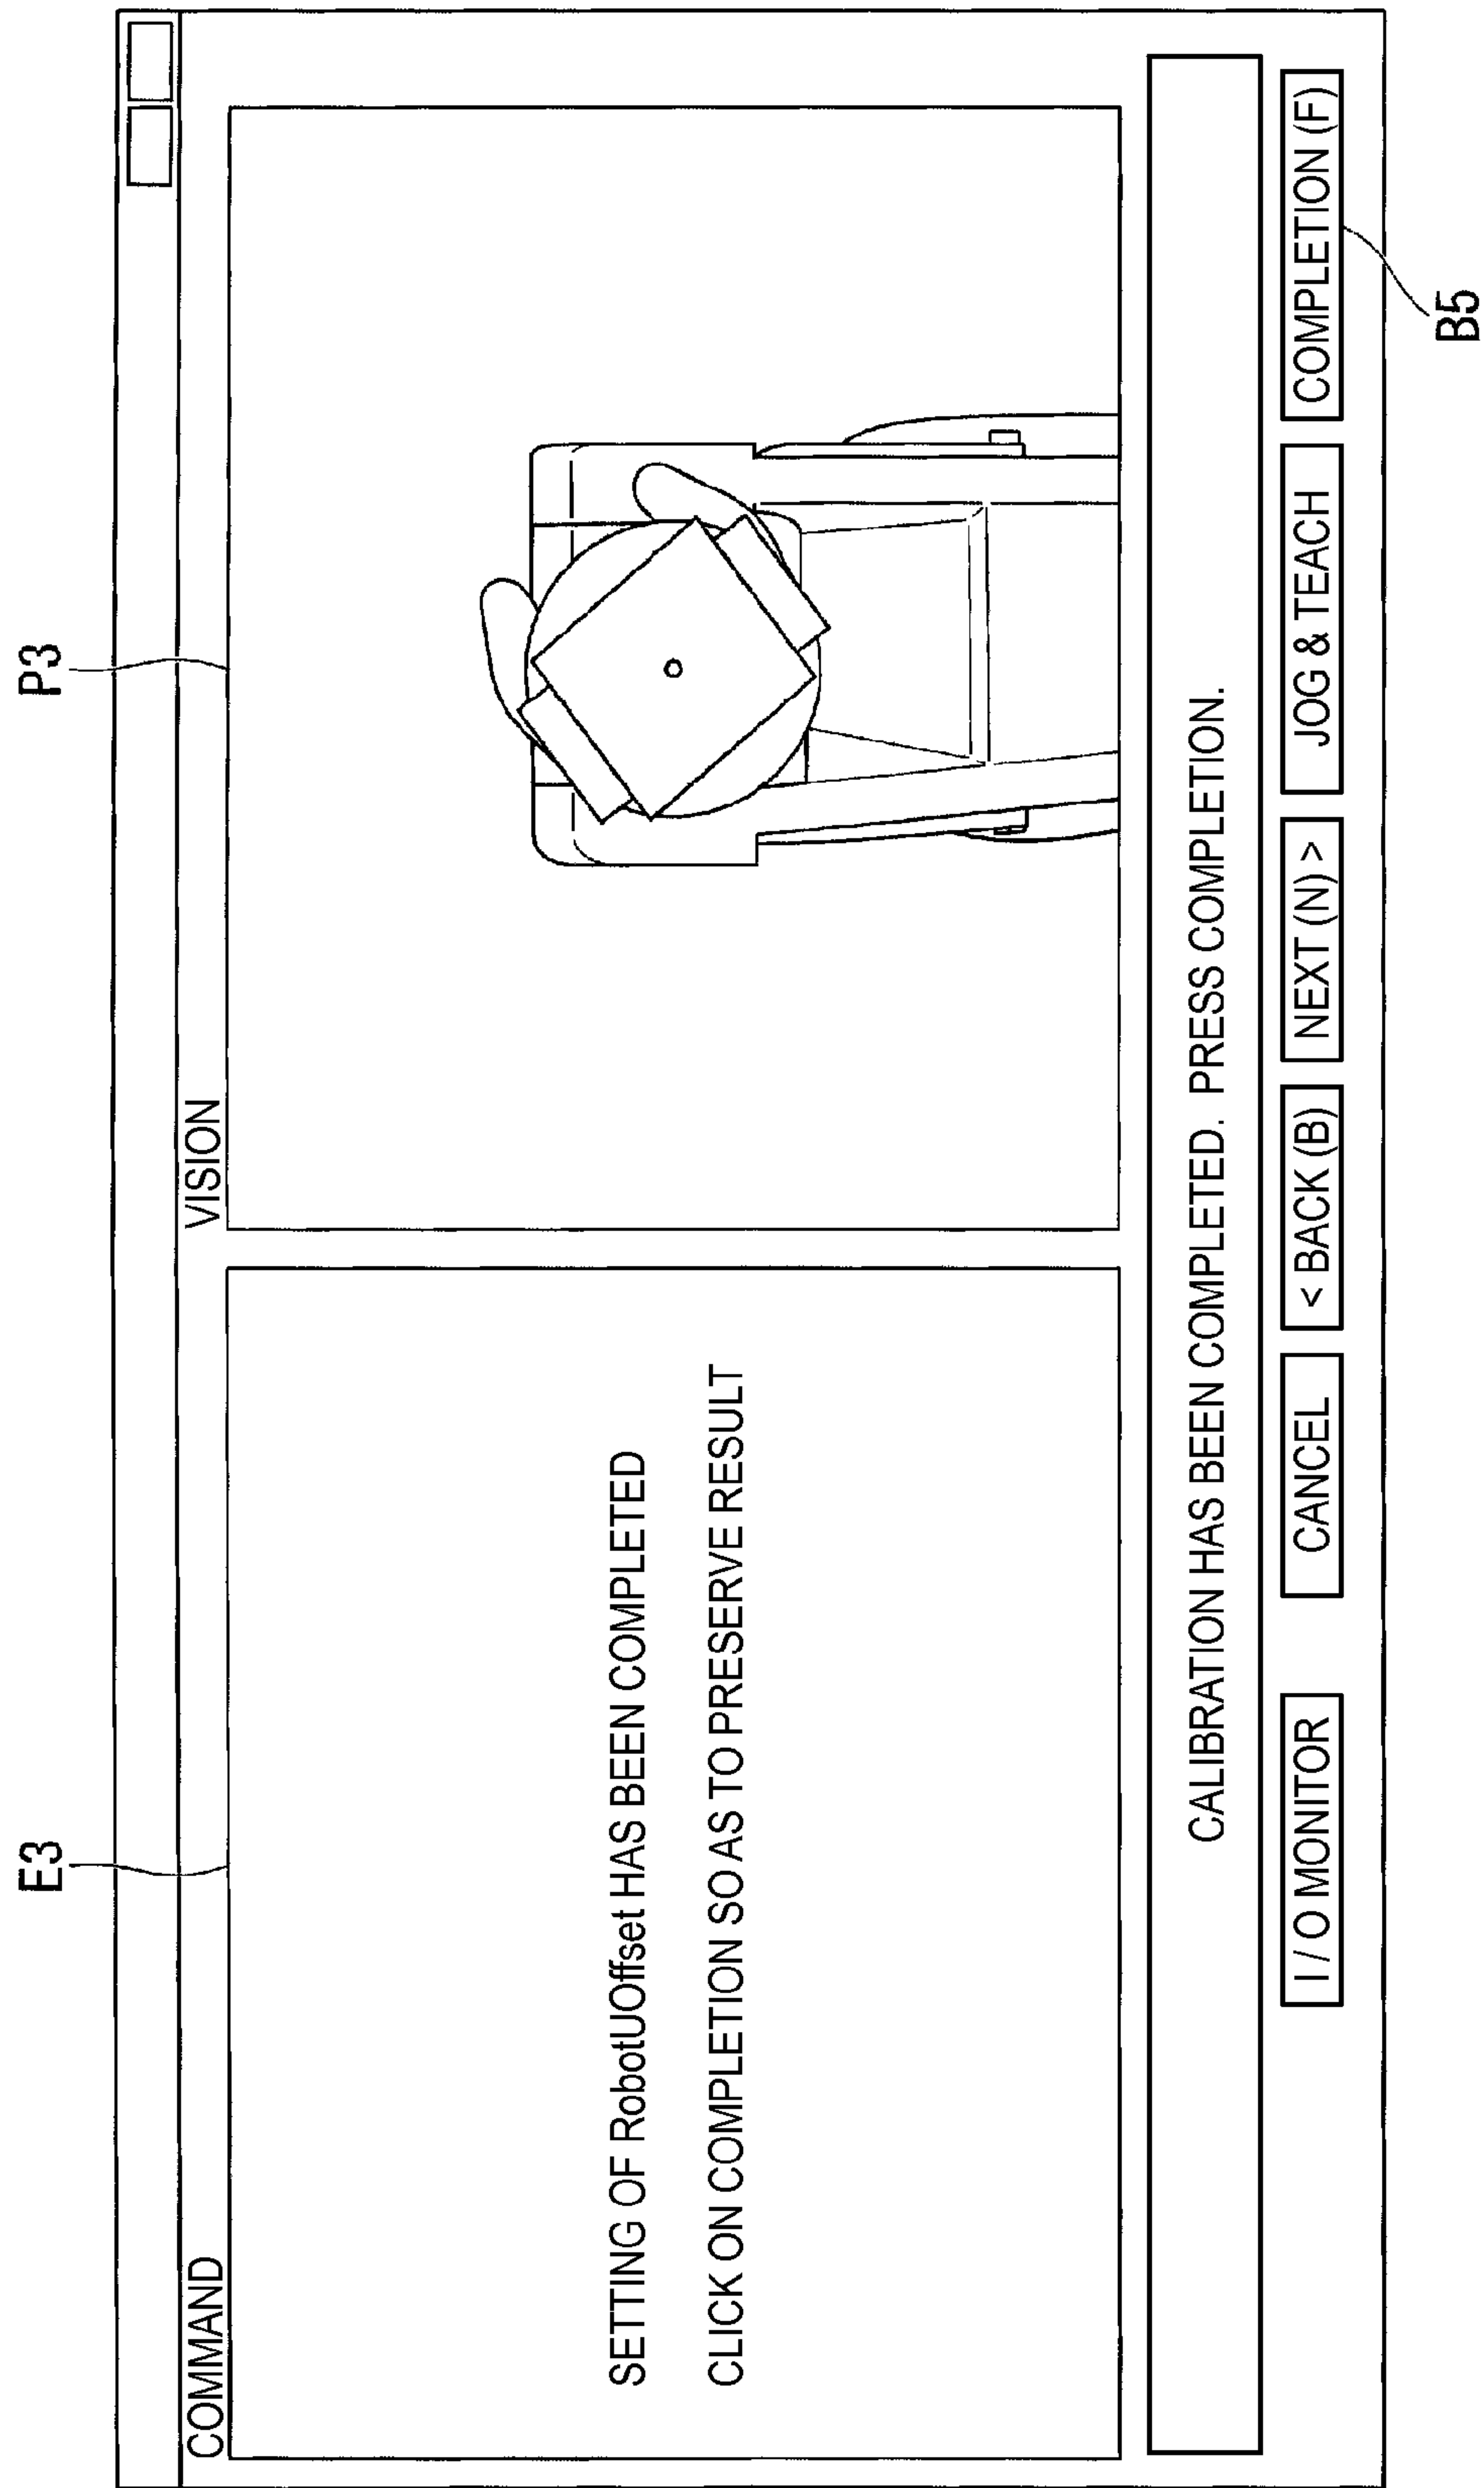 E3
P3
COMMAND
VISION
SETTING OF RobotUOffset HAS BEEN COMPLETED
CLICK ON COMPLETION SO AS TO PRESERVE RESULT
CALIBRATION HAS BEEN COMPLETED. PRESS COMPLETION.
I / O MONITOR
CANCEL
< BACK (B)
NEXT (N) >
JOG & TEACH
COMPLETION (F)
B5